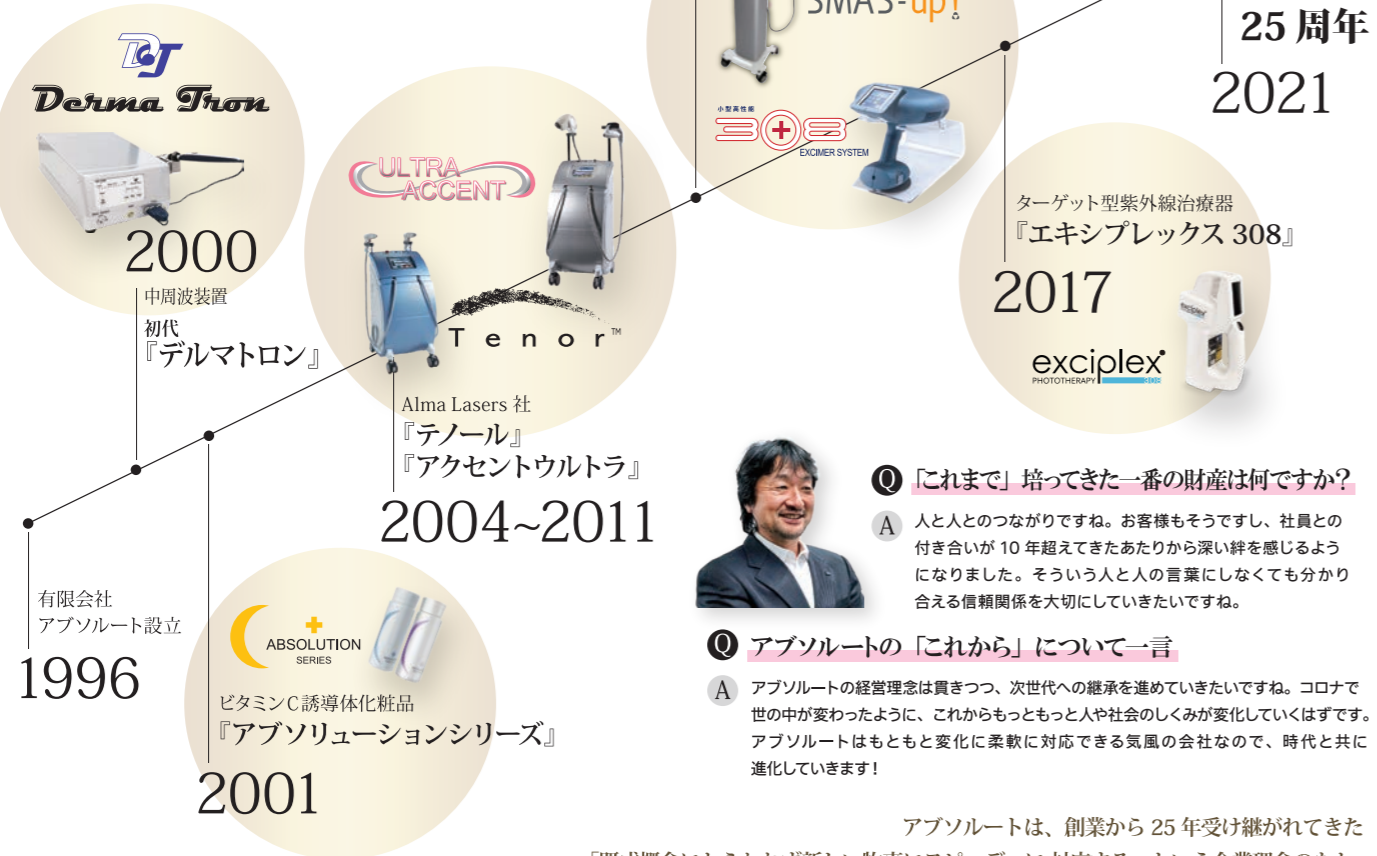 SMAS-up!
25 周年
2021
DJ
Derma Tron
2000
中周波装置
初代
『デルマトロン』
ULTRA
ACCENT
Tenor™
Alma Lasers 社
『テノール』
『アクセントウルトラ』
2004~2011
小型高性能
308
EXCIMER SYSTEM
ターゲット型紫外線治療器
『エキシプレックス 308』
2017
exciplex
PHOTOTHERAPY 308
有限会社
アブソルート設立
1996
ABSOLUTION
SERIES
ビタミンC誘導体化粧品
『アブソリューションシリーズ』
2001
Q 「これまで」培ってきた一番の財産は何ですか?
A 人と人とのつながりですね。お客様もそうですし、社員との
付き合いが 10 年超えてきたあたりから深い絆を感じるよう
になりました。そういう人と人の言葉にしなくても分かり
合える信頼関係を大切にしていきたいですね。
Q アブソルートの「これから」について一言
A アブソルートの経営理念は貫きつつ、次世代への継承を進めていきたいですね。コロナで
世の中が変わったように、これからもっともっと人や社会のしくみが変化していくはずです。
アブソルートはもともと変化に柔軟に対応できる気風の会社なので、時代と共に
進化していきます!
アブソルートは、創業から 25 年受け継がれてきた